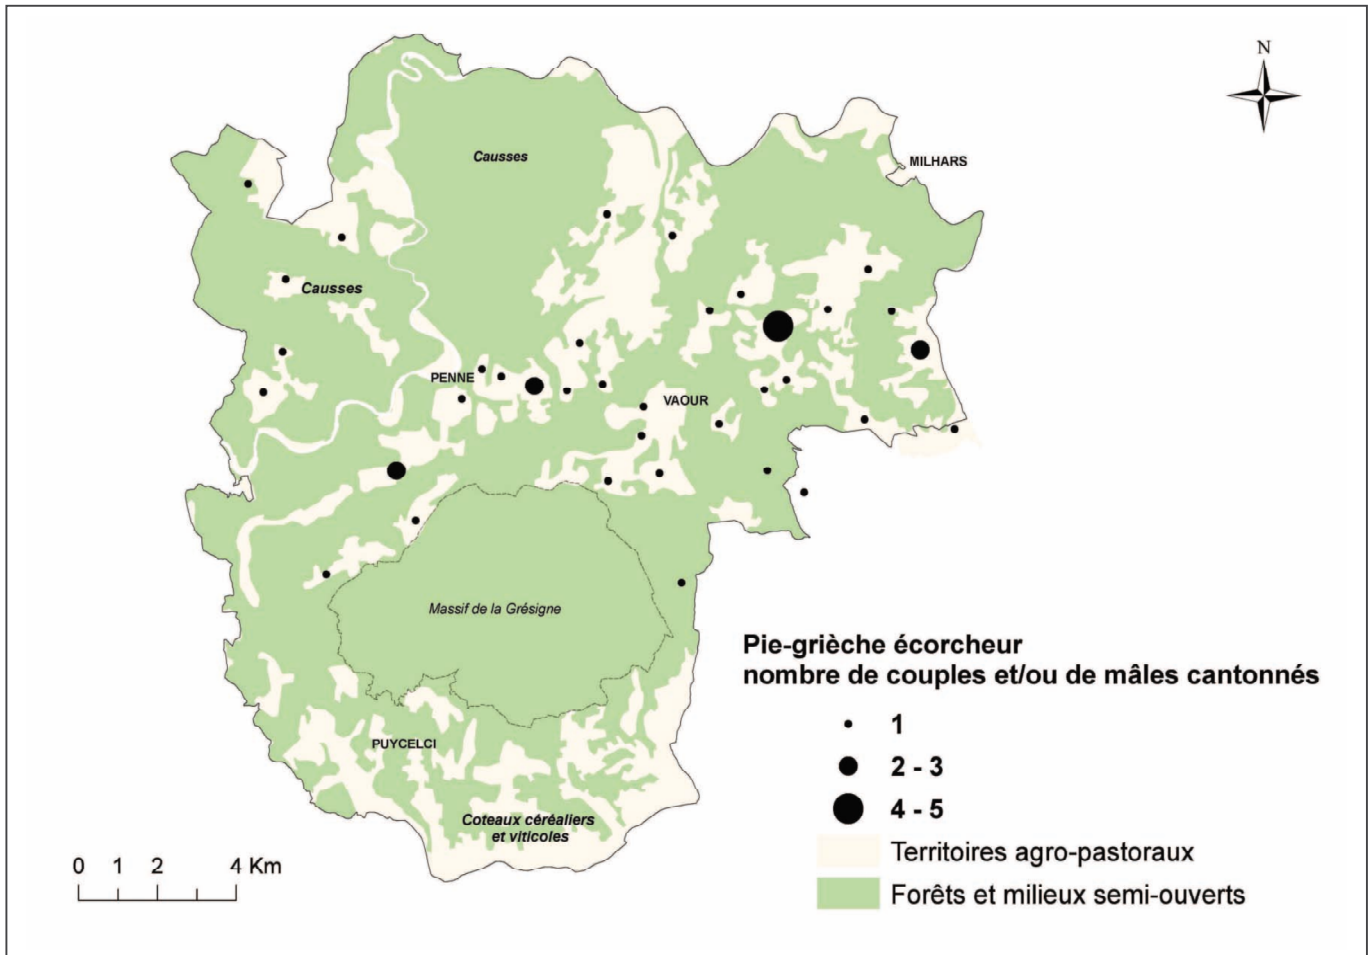 N
Causses
MILHARS
Causses
PENNE
VAOUR
Massif de la Grésigne
PUYCELCI
Coteaux céréaliers
et viticoles
Pie-grièche écorcheur
nombre de couples et/ou de mâles cantonnés
1
2 - 3
4 - 5
Territoires agro-pastoraux
Forêts et milieux semi-ouverts
0 1 2 4 Km